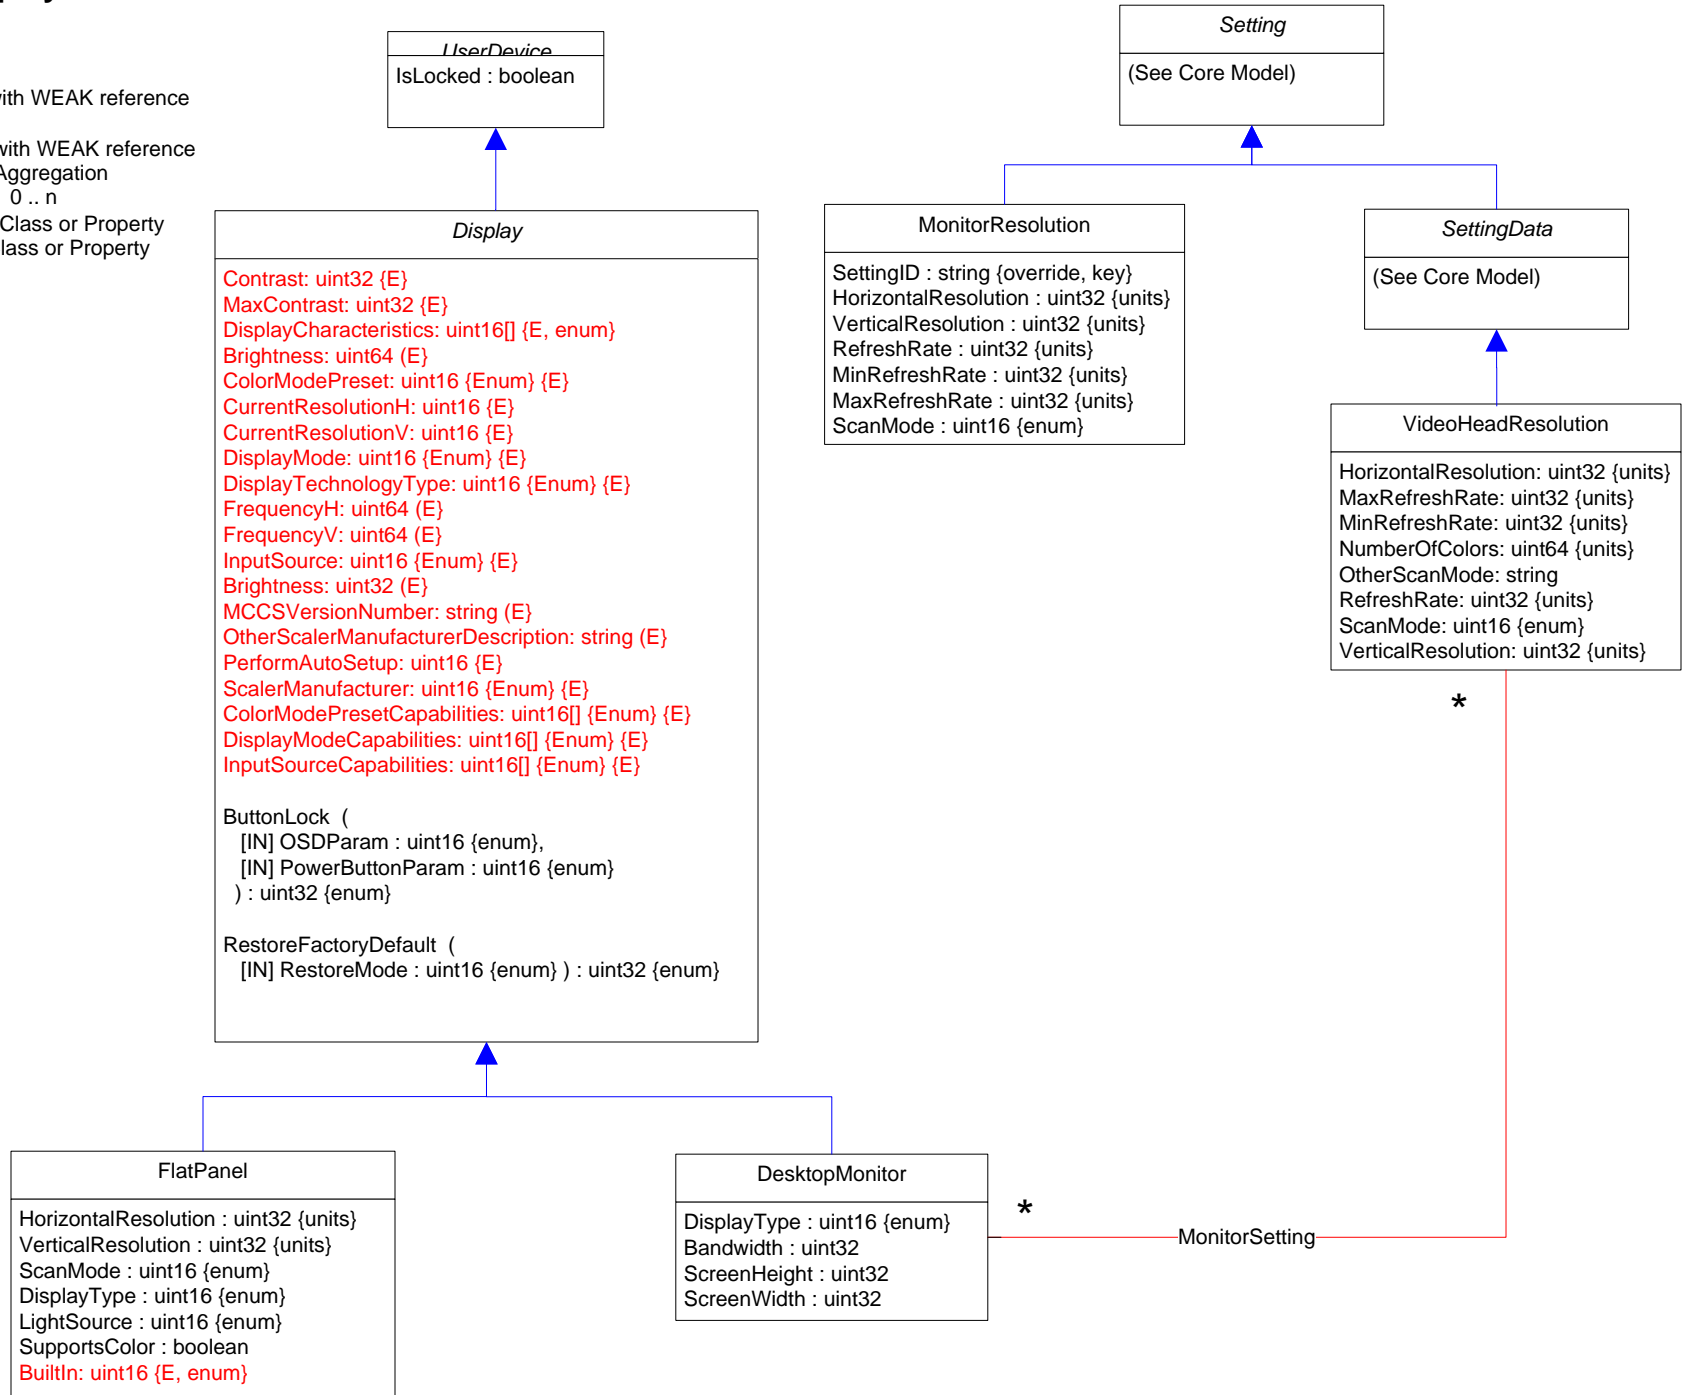 with WEAK reference
with WEAK reference
Aggregation
0 .. n
Class or Property
lass or Property
UserDevice
IsLocked : boolean
Display
Contrast: uint32 {E}
MaxContrast: uint32 {E}
DisplayCharacteristics: uint16[] {E, enum}
Brightness: uint64 (E}
ColorModePreset: uint16 {Enum} {E}
CurrentResolutionH: uint16 {E}
CurrentResolutionV: uint16 {E}
DisplayMode: uint16 {Enum} {E}
DisplayTechnologyType: uint16 {Enum} {E}
FrequencyH: uint64 (E}
FrequencyV: uint64 (E}
InputSource: uint16 {Enum} {E}
Brightness: uint32 (E}
MCCSVersionNumber: string (E}
OtherScalerManufacturerDescription: string (E}
PerformAutoSetup: uint16 {E}
ScalerManufacturer: uint16 {Enum} {E}
ColorModePresetCapabilities: uint16[] {Enum} {E}
DisplayModeCapabilities: uint16[] {Enum} {E}
InputSourceCapabilities: uint16[] {Enum} {E}
ButtonLock (
[IN] OSDParam : uint16 {enum},
[IN] PowerButtonParam : uint16 {enum}
) : uint32 {enum}
RestoreFactoryDefault (
[IN] RestoreMode : uint16 {enum} ) : uint32 {enum}
FlatPanel
HorizontalResolution : uint32 {units}
VerticalResolution : uint32 {units}
ScanMode : uint16 {enum}
DisplayType : uint16 {enum}
LightSource : uint16 {enum}
SupportsColor : boolean
BuiltIn: uint16 {E, enum}
DesktopMonitor
DisplayType : uint16 {enum}
Bandwidth : uint32
ScreenHeight : uint32
ScreenWidth : uint32
*
MonitorSetting
Setting
(See Core Model)
MonitorResolution
SettingID : string {override, key}
HorizontalResolution : uint32 {units}
VerticalResolution : uint32 {units}
RefreshRate : uint32 {units}
MinRefreshRate : uint32 {units}
MaxRefreshRate : uint32 {units}
ScanMode : uint16 {enum}
SettingData
(See Core Model)
VideoHeadResolution
HorizontalResolution: uint32 {units}
MaxRefreshRate: uint32 {units}
MinRefreshRate: uint32 {units}
NumberOfColors: uint64 {units}
OtherScanMode: string
RefreshRate: uint32 {units}
ScanMode: uint16 {enum}
VerticalResolution: uint32 {units}
*